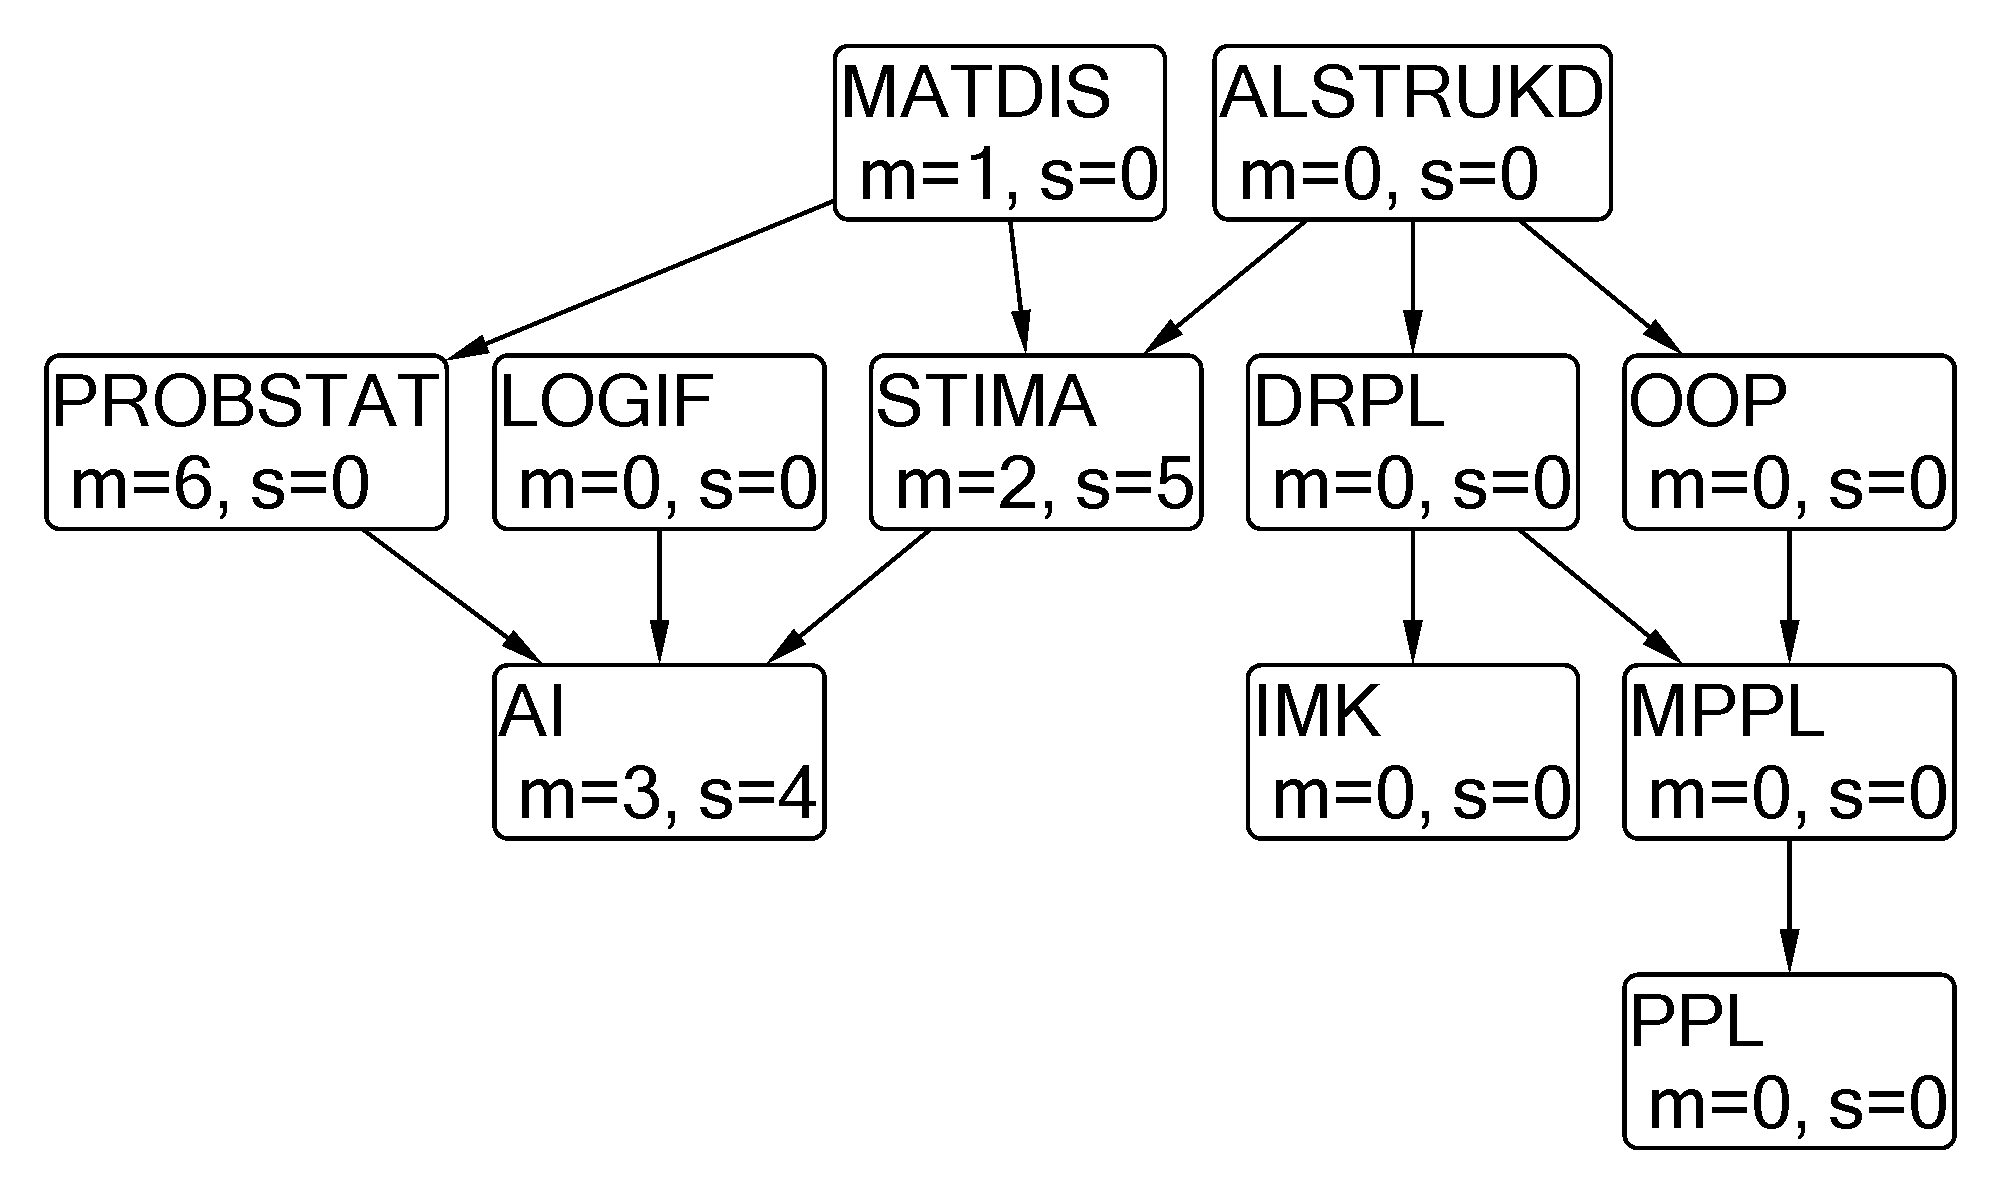 MATDIS
m=1, s=0
ALSTRUKD
m=0, s=0
PROBSTAT
m=6, s=0
LOGIF
m=0, s=0
STIMA
m=2, s=5
DRPL
m=0, s=0
OOP
m=0, s=0
AI
m=3, s=4
IMK
m=0, s=0
MPPL
m=0, s=0
PPL
m=0, s=0